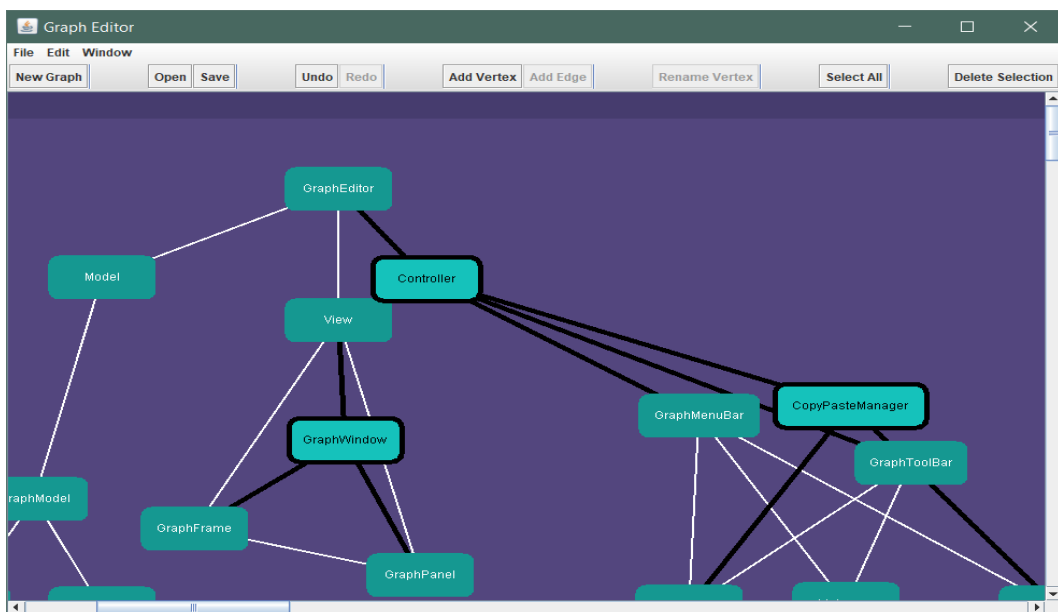 Graph Editor
File Edit Window
New Graph Open Save Undo Redo Add Vertex Add Edge Rename Vertex Select All Delete Selection
GraphEditor
Model
Controller
View
CopyPasteManager
GraphMenuBar
GraphWindow
GraphToolBar
raphModel
GraphFrame
GraphPanel